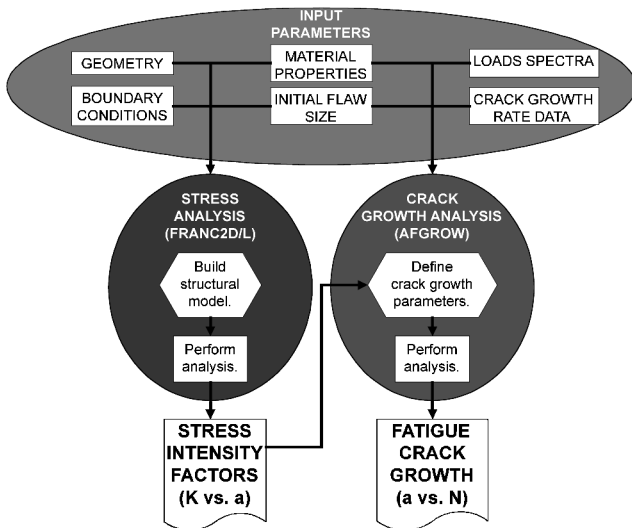 INPUT
PARAMETERS
GEOMETRY
MATERIAL
PROPERTIES
LOADS SPECTRA
BOUNDARY
CONDITIONS
INITIAL FLAW
SIZE
CRACK GROWTH
RATE DATA
STRESS
ANALYSIS
(FRANC2D/L)
Build
structural
model.
Perform
analysis.
STRESS
INTENSITY
FACTORS
(K vs. a)
CRACK
GROWTH ANALYSIS
(AFGROW)
Define
crack growth
parameters.
Perform
analysis.
FATIGUE
CRACK
GROWTH
(a vs. N)